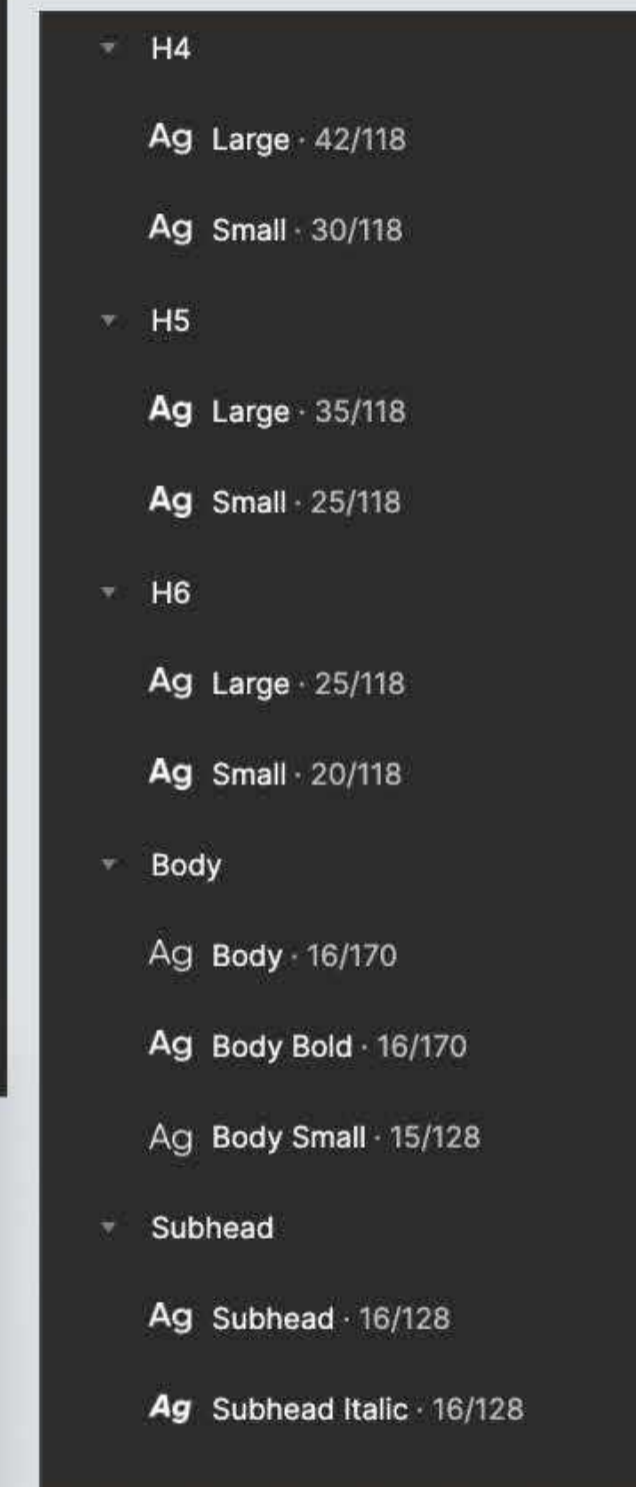 H4
Ag Large · 42/118
Ag Small · 30/118
H5
Ag Large · 35/118
Ag Small · 25/118
H6
Ag Large · 25/118
Ag Small · 20/118
Body
Ag Body · 16/170
Ag Body Bold · 16/170
Ag Body Small · 15/128
Subhead
Ag Subhead · 16/128
Ag Subhead Italic · 16/128